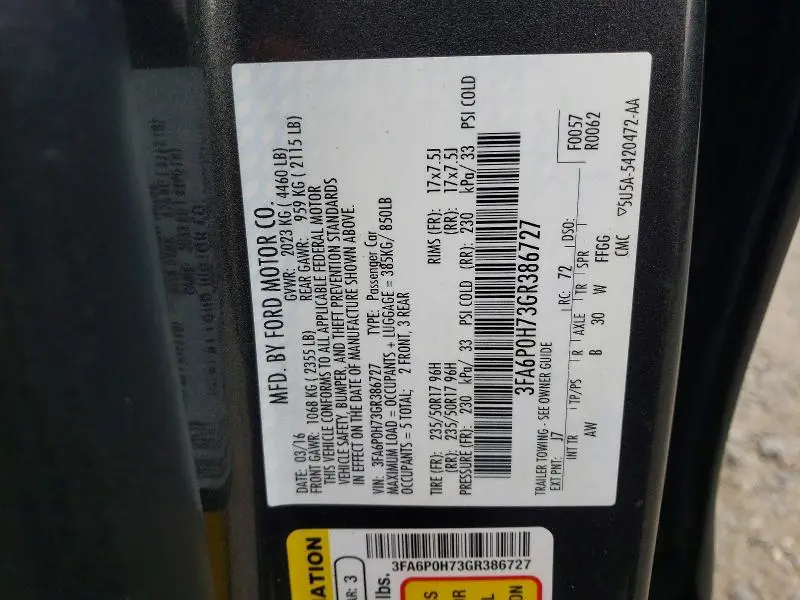 MFD. BY FORD MOTOR CO.
DATE: 03/16 GVWR: 2023 KG ( 4460 LB)
FRONT GAWR: 1068 KG ( 2355 LB) REAR GAWR: 959 KG ( 2115 LB)
THIS VEHICLE CONFORMS TO ALL APPLICABLE FEDERAL MOTOR
VEHICLE SAFETY, BUMPER, AND THEFT PREVENTION STANDARDS
IN EFFECT ON THE DATE OF MANUFACTURE SHOWN ABOVE.
VIN: 3FA6P0H73GR386727 TYPE: Passenger Car
MAXIMUM LOAD = OCCUPANTS + LUGGAGE = 385KG/ 850LB
OCCUPANTS = 5 TOTAL: 2 FRONT, 3 REAR
TIRE (FR): 235/50R17 96H RIMS (FR): 17x7.5J
(RR): 235/50R17 96H (RR): 17x7.5J
PRESSURE (FR): 230 kPa/ 33 PSI COLD (RR): 230 kPa/ 33 PSI COLD
3FA6P0H73GR386727
TRAILER TOWING - SEE OWNER GUIDE
F0057
R0062
EXT PNT: J7 RC: 72 DSO:
INT TR TP/PS R AXLE TR SPR
AW B 30 W FFGG
CMC ▽5U5A-5420472-AA
3FA6P0H73GR386727
AR: 3
lbs.